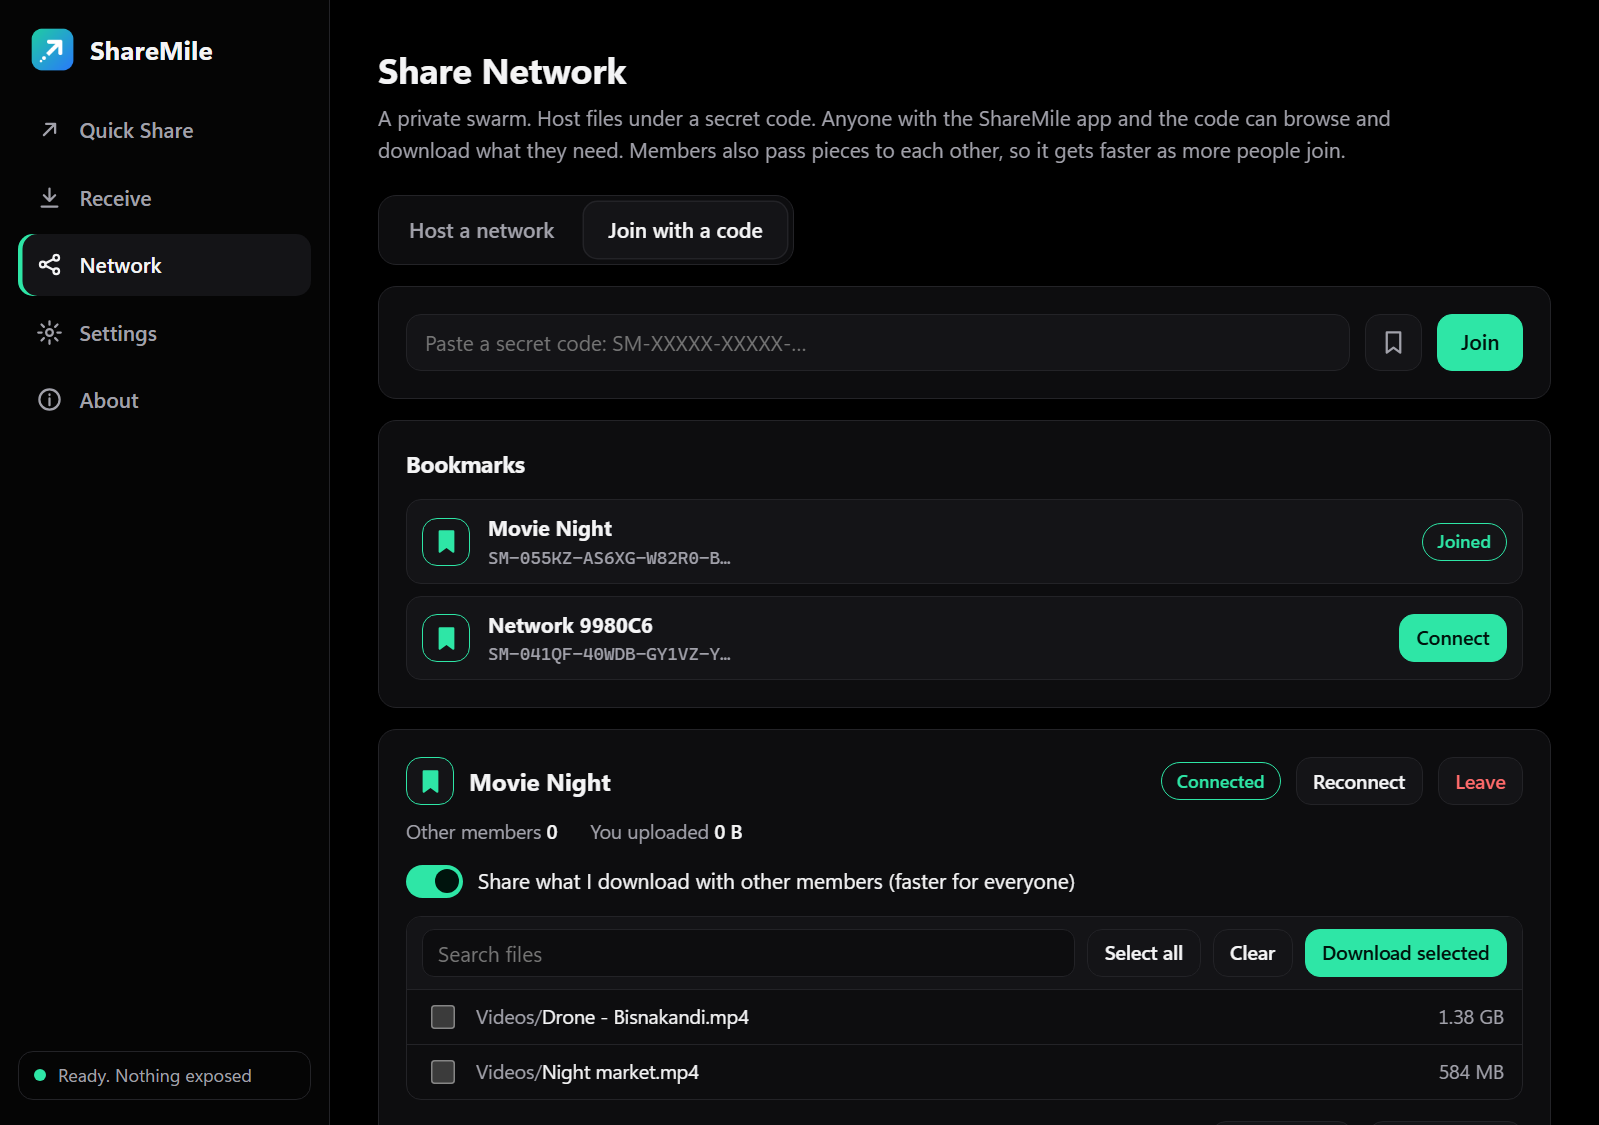 ShareMile
Quick Share
Receive
Network
Settings
About
Ready. Nothing exposed
Share Network
A private swarm. Host files under a secret code. Anyone with the ShareMile app and the code can browse and
download what they need. Members also pass pieces to each other, so it gets faster as more people join.
Host a network
Join with a code
Paste a secret code: SM-XXXXX-XXXXX-...
Join
Bookmarks
Movie Night
SM-055KZ-AS6XG-W82R0-B…
Joined
Network 9980C6
SM-041QF-40WDB-GY1VZ-Y…
Connect
Movie Night
Connected
Reconnect
Leave
Other members 0 You uploaded 0 B
Share what I download with other members (faster for everyone)
Search files
Select all
Clear
Download selected
Videos/Drone - Bisnakandi.mp4 1.38 GB
Videos/Night market.mp4 584 MB